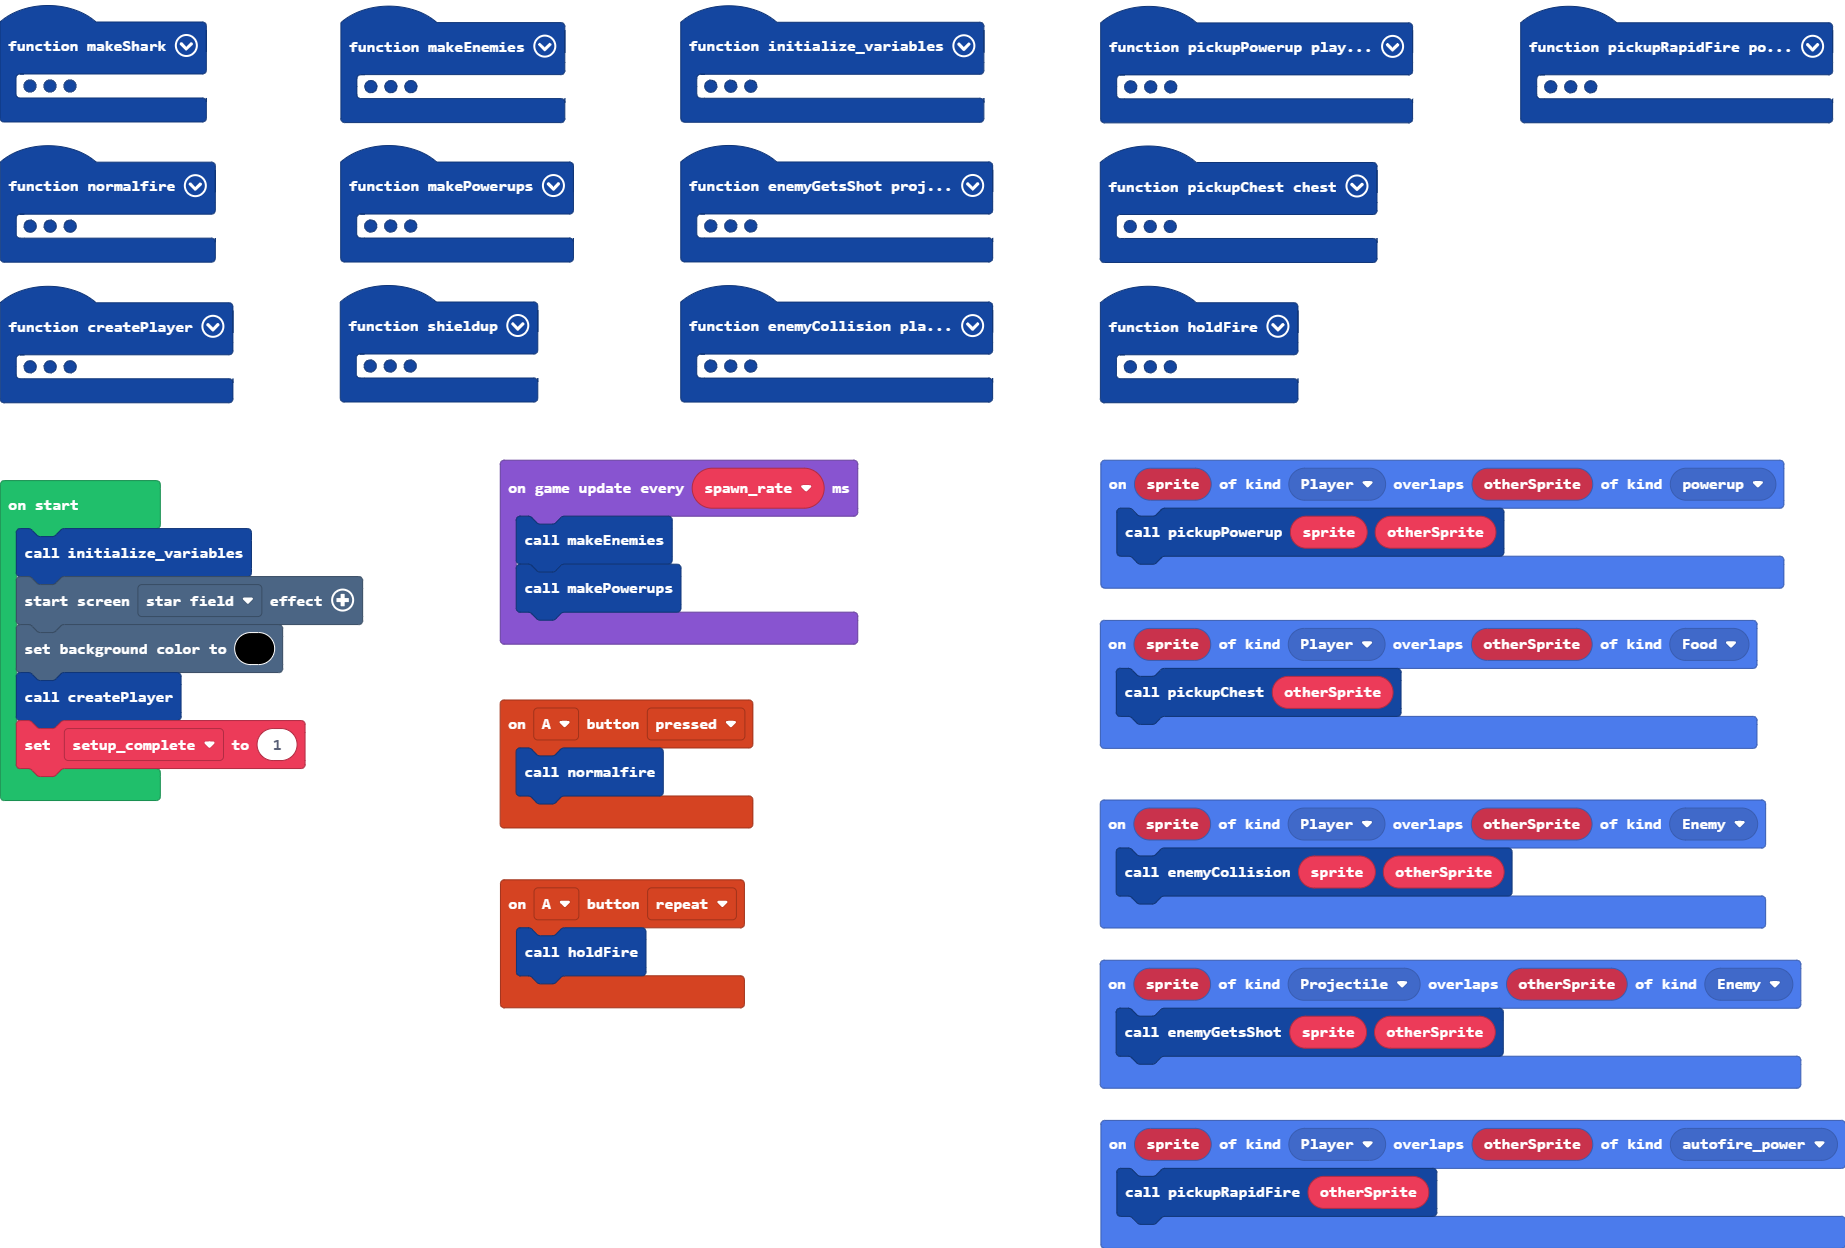 function makeShark
function makeEnemies
function initialize_variables
function pickupPowerup play...
function pickupRapidFire po...
function normalfire
function makePowerups
function enemyGetsShot proj...
function pickupChest chest
function createPlayer
function shieldup
function enemyCollision pla...
function holdFire
on start
call initialize_variables
start screen star field effect
set background color to
call createPlayer
set setup_complete to 1
on game update every spawn_rate ms
call makeEnemies
call makePowerups
on A button pressed
call normalfire
on A button repeat
call holdFire
on sprite of kind Player overlaps otherSprite of kind powerup
call pickupPowerup sprite otherSprite
on sprite of kind Player overlaps otherSprite of kind Food
call pickupChest otherSprite
on sprite of kind Player overlaps otherSprite of kind Enemy
call enemyCollision sprite otherSprite
on sprite of kind Projectile overlaps otherSprite of kind Enemy
call enemyGetsShot sprite otherSprite
on sprite of kind Player overlaps otherSprite of kind autofire_power
call pickupRapidFire otherSprite